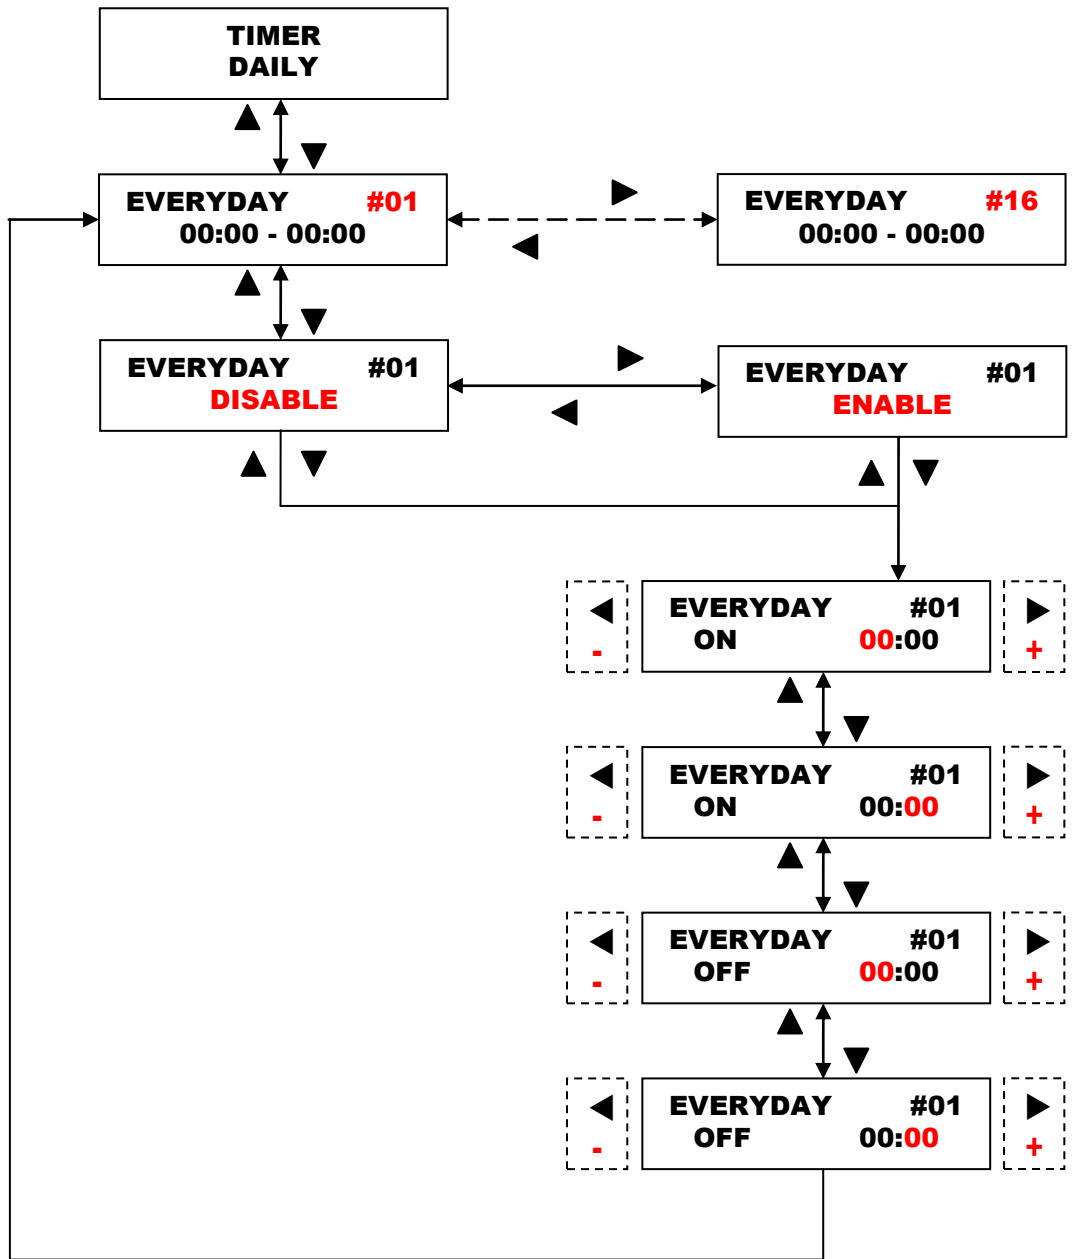 TIMER
DAILY
EVERYDAY #01
00:00 - 00:00
EVERYDAY #16
00:00 - 00:00
EVERYDAY #01
DISABLE
EVERYDAY #01
ENABLE
EVERYDAY #01
- ON 00:00 +
EVERYDAY #01
- ON 00:00 +
EVERYDAY #01
- OFF 00:00 +
EVERYDAY #01
- OFF 00:00 +